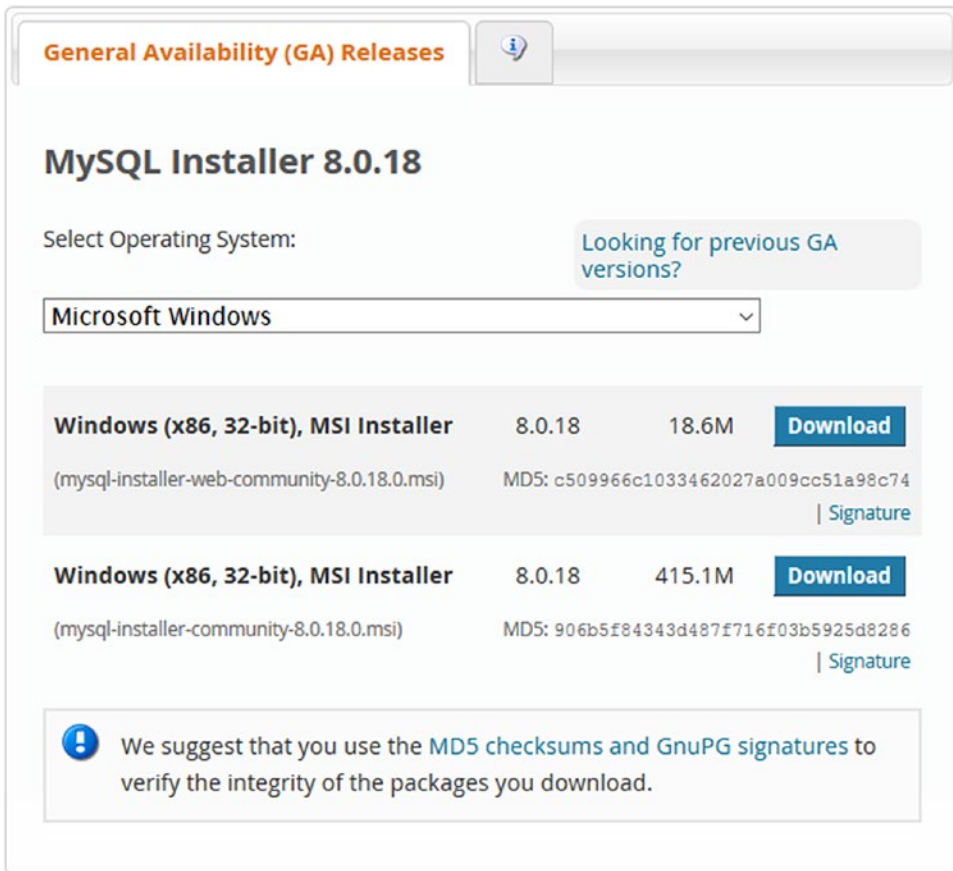 General Availability (GA) Releases
MySQL Installer 8.0.18
Select Operating System:
Looking for previous GA
versions?
Microsoft Windows
Windows (x86, 32-bit), MSI Installer 8.0.18 18.6M Download
(mysql-installer-web-community-8.0.18.0.msi) MD5: c509966c1033462027a009cc51a98c74
| Signature
Windows (x86, 32-bit), MSI Installer 8.0.18 415.1M Download
(mysql-installer-community-8.0.18.0.msi) MD5: 906b5f84343d487f716f03b5925d8286
| Signature
We suggest that you use the MD5 checksums and GnuPG signatures to
verify the integrity of the packages you download.